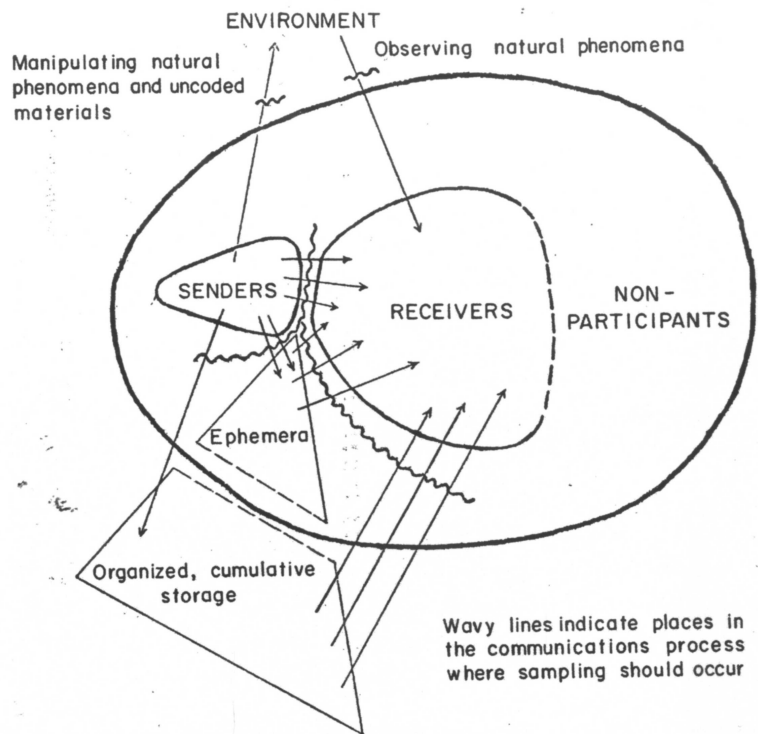 ENVIRONMENT
Manipulating natural
phenomena and uncoded
materials
Observing natural phenomena
SENDERS
RECEIVERS
NON-
PARTICIPANTS
Ephemera
Organized, cumulative
storage
Wavy lines indicate places in
the communications process
where sampling should occur